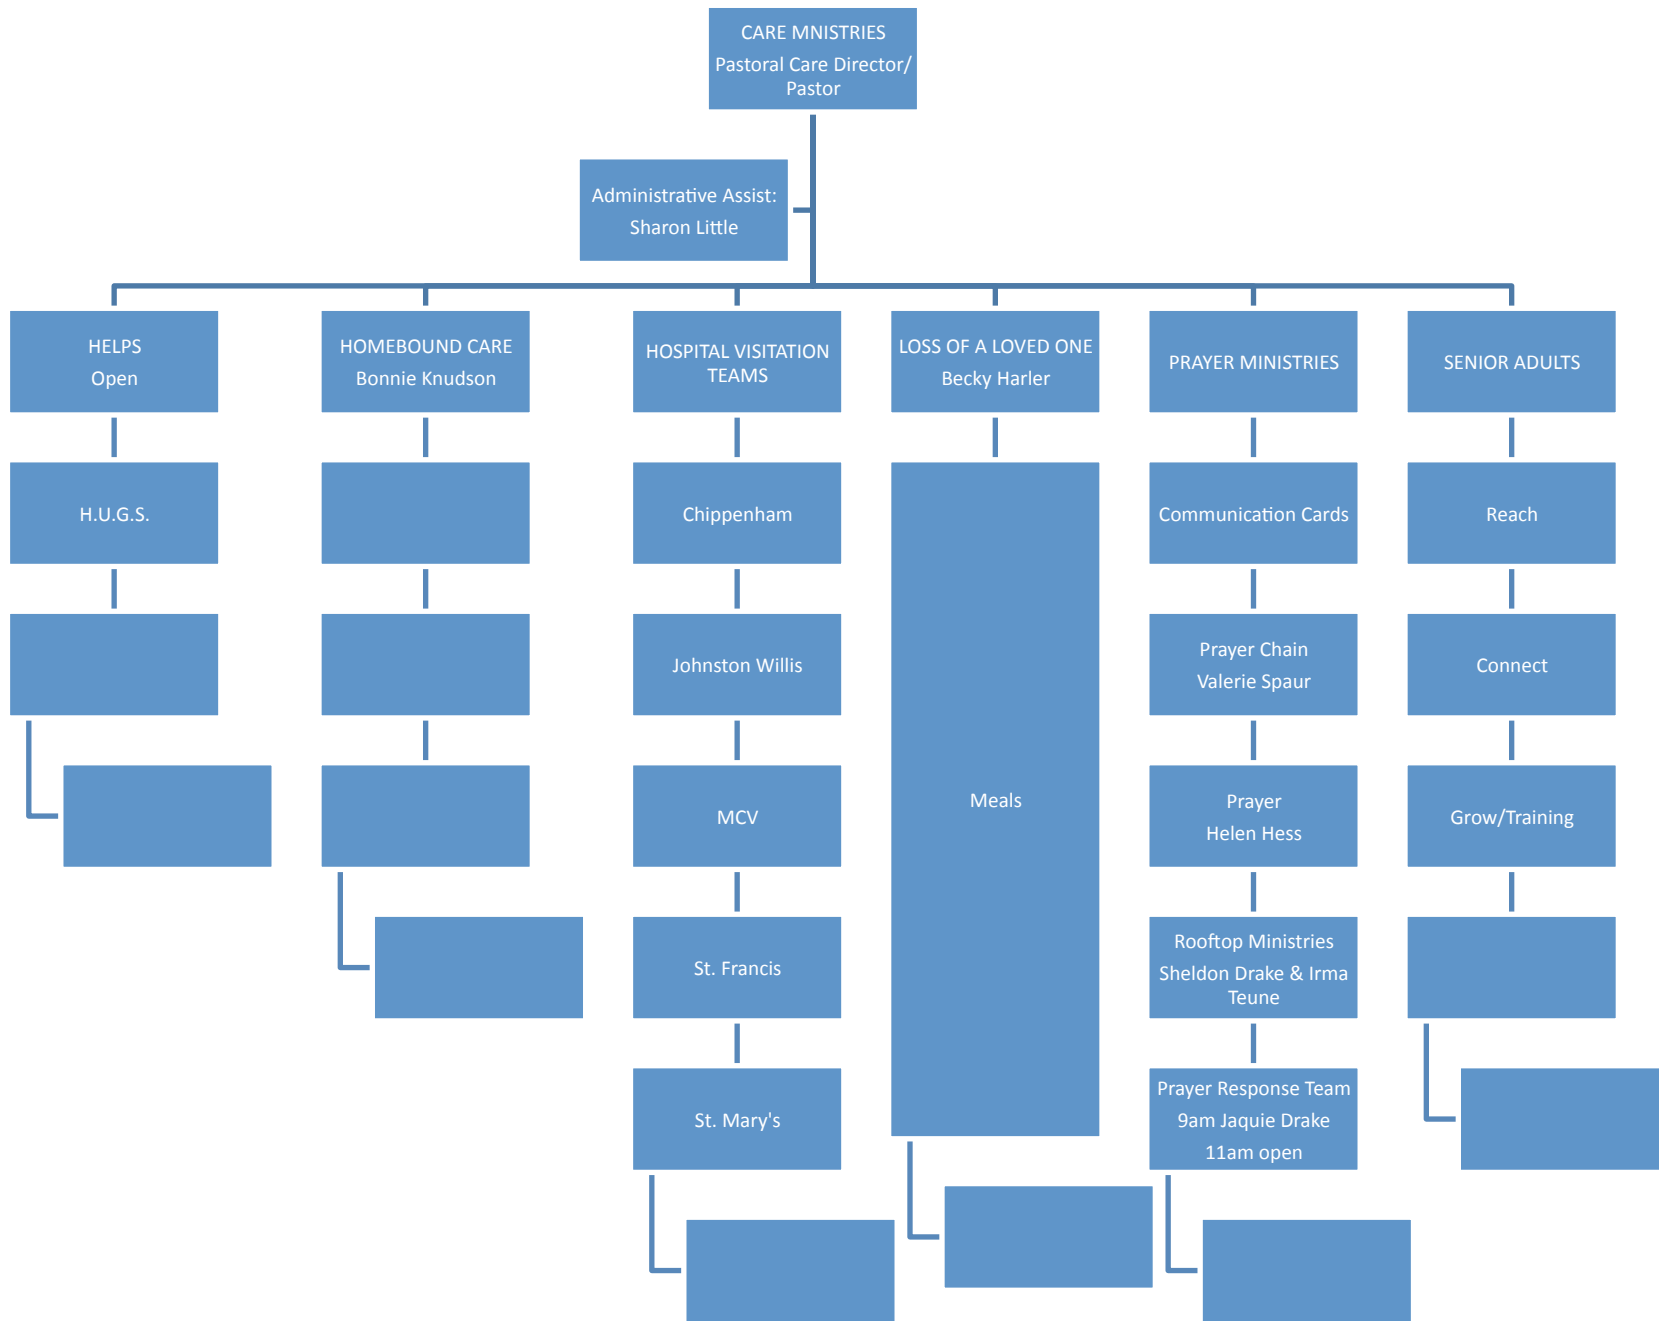 CARE MNISTRIES
Pastoral Care Director/
Pastor
Administrative Assist:
Sharon Little
HELPS
Open
HOMEBOUND CARE
Bonnie Knudson
HOSPITAL VISITATION
TEAMS
LOSS OF A LOVED ONE
Becky Harler
PRAYER MINISTRIES
SENIOR ADULTS
H.U.G.S.
Chippenham
Communication Cards
Reach
Johnston Willis
Prayer Chain
Valerie Spaur
Connect
MCV
Meals
Prayer
Helen Hess
Grow/Training
St. Francis
Rooftop Ministries
Sheldon Drake & Irma
Teune
St. Mary's
Prayer Response Team
9am Jaquie Drake
11am open